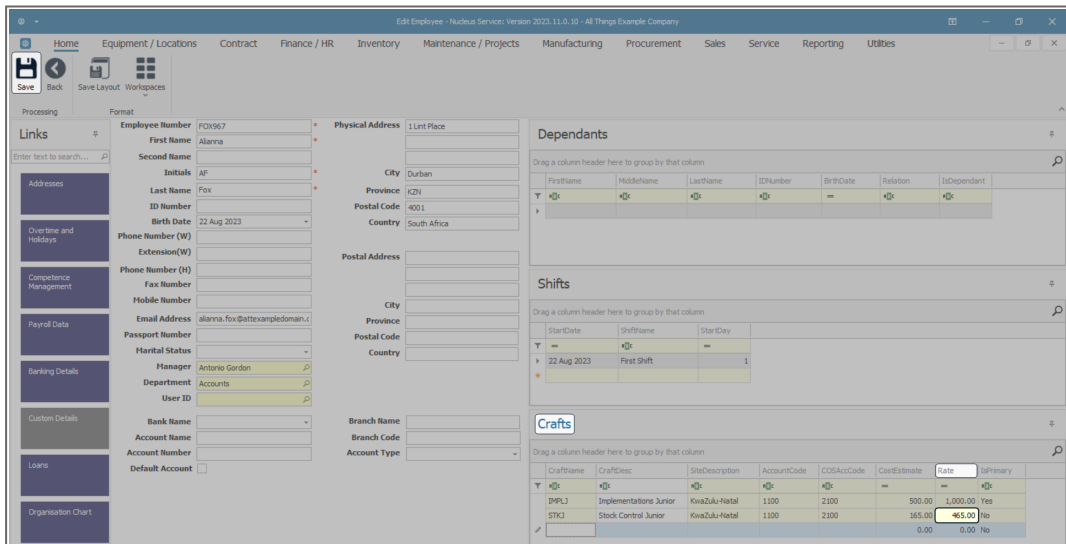 Edit Employee - Nucleus Service: Version 2023.11.0.10 - All Things Example Company
Home Equipment / Locations Contract Finance / HR Inventory Maintenance / Projects Manufacturing Procurement Sales Service Reporting Utilities
Save Back Save Layout Workspaces
Processing Format
Links
Enter text to search...
Addresses
Overtime and
Holidays
Competence
Management
Payroll Data
Banking Details
Custom Details
Loans
Organisation Chart
Employee Number FOX967 *
First Name Alianna *
Second Name
Initials AF *
Last Name Fox *
ID Number
Birth Date 22 Aug 2023
Phone Number (W)
Extension(W)
Phone Number (H)
Fax Number
Mobile Number
Email Address alianna.fox@attexampledomain.c
Passport Number
Marital Status
Manager Antonio Gordon
Department Accounts
User ID
Bank Name
Account Name
Account Number
Default Account
Physical Address 1 Lint Place
City Durban
Province KZN
Postal Code 4001
Country South Africa
Postal Address
City
Province
Postal Code
Country
Branch Name
Branch Code
Account Type
Dependants
Drag a column header here to group by that column
FirstName MiddleName LastName IDNumber BirthDate Relation IsDependant
Shifts
Drag a column header here to group by that column
StartDate ShiftName StartDay
22 Aug 2023 First Shift 1
Crafts
Drag a column header here to group by that column
CraftName CraftDesc SiteDescription AccountCode COSAccCode CostEstimate Rate IsPrimary
IMPLJ Implementations Junior KwaZulu-Natal 1100 2100 500.00 1,000.00 Yes
STKJ Stock Control Junior KwaZulu-Natal 1100 2100 165.00 465.00 No
0.00 0.00 No